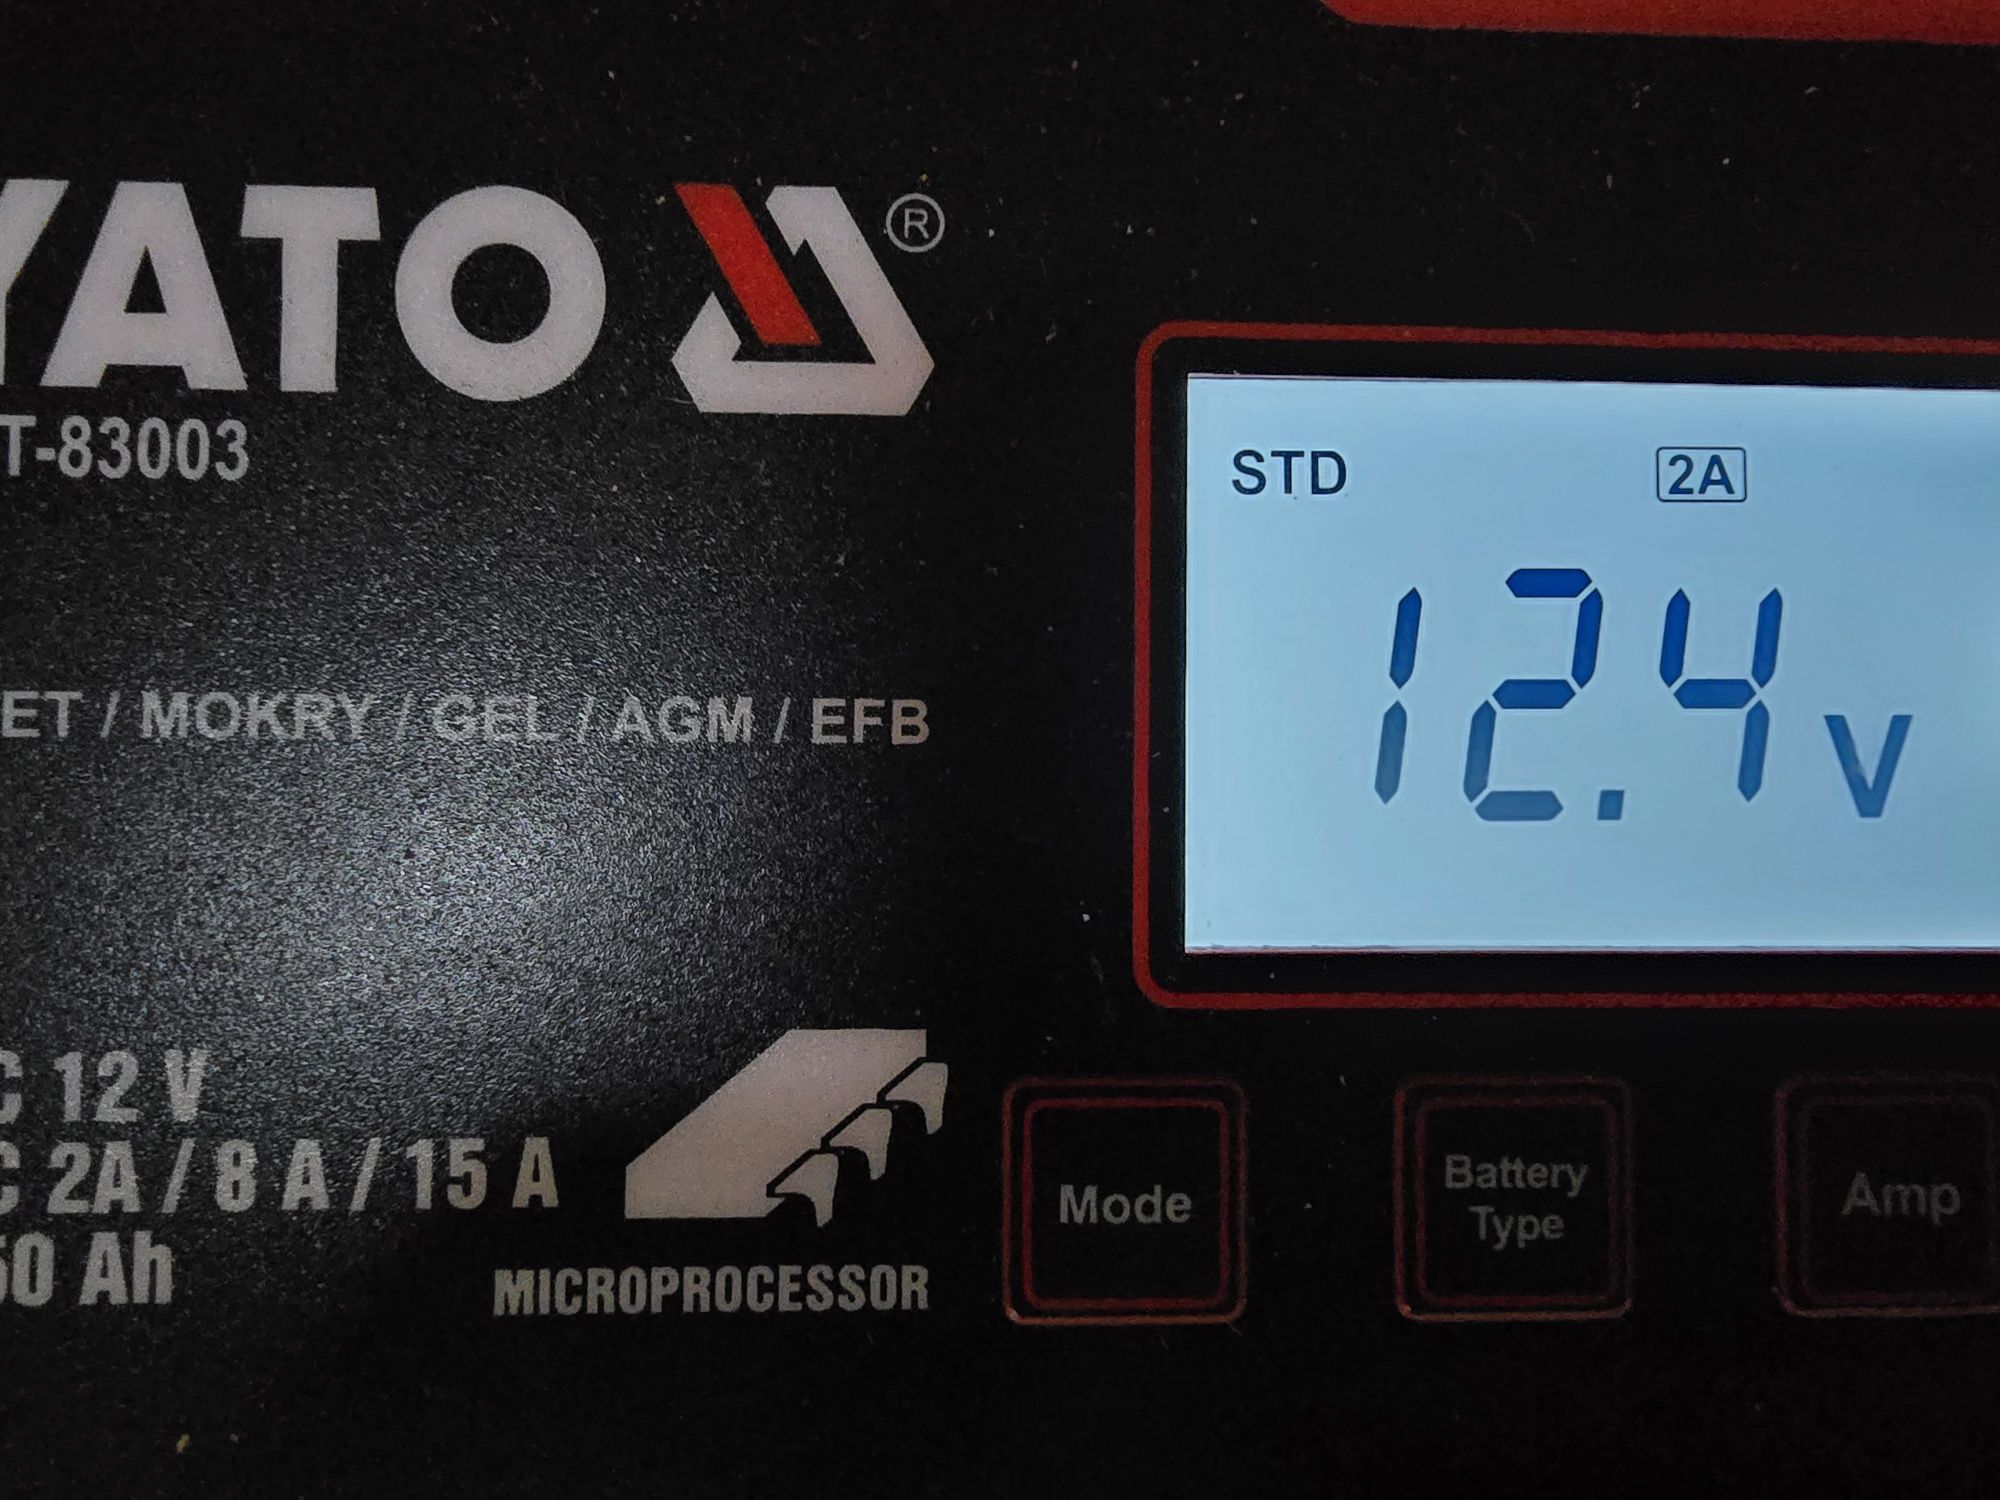 YATO ®
T-83003
ET / MOKRY / GEL / AGM / EFB
C 12 V
C 2A / 8 A / 15 A
50 Ah
MICROPROCESSOR
STD 2A
12.4 V
Mode
Battery
Type
Amp